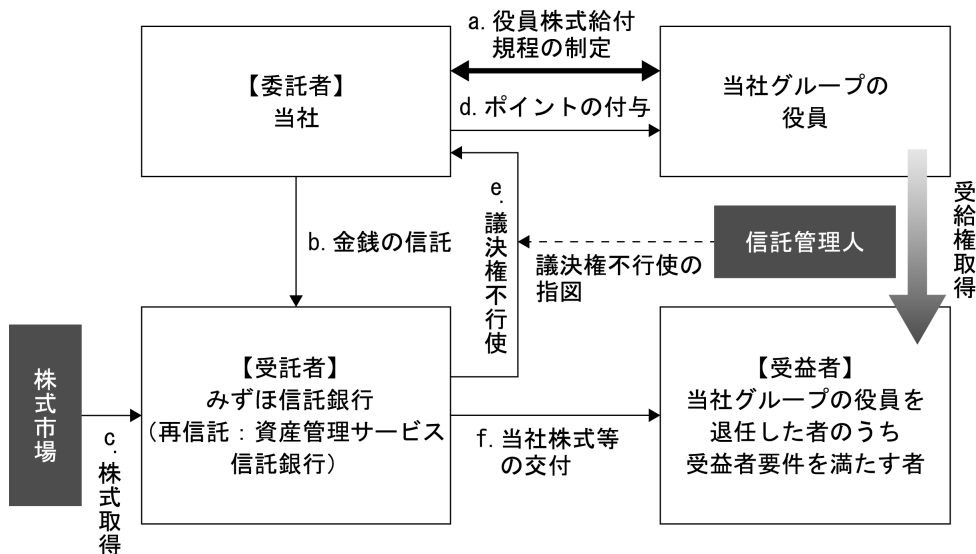 a. 役員株式給付
規程の制定
【委託者】
当社
d. ポイントの付与
当社グループの
役員
b. 金銭の信託
e. 議決権不行使
議決権不行使の
指図
信託管理人
受給権取得
株式市場
c. 株式取得
【受託者】
みずほ信託銀行
(再信託:資産管理サービス
信託銀行)
f. 当社株式等
の交付
【受益者】
当社グループの役員を
退任した者のうち
受益者要件を満たす者